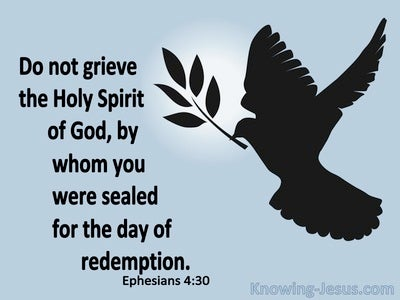 Do not grieve
the Holy Spirit
of God, by
whom you
were sealed
for the day of
redemption.
Ephesians 4:30
Knowing-Jesus.com